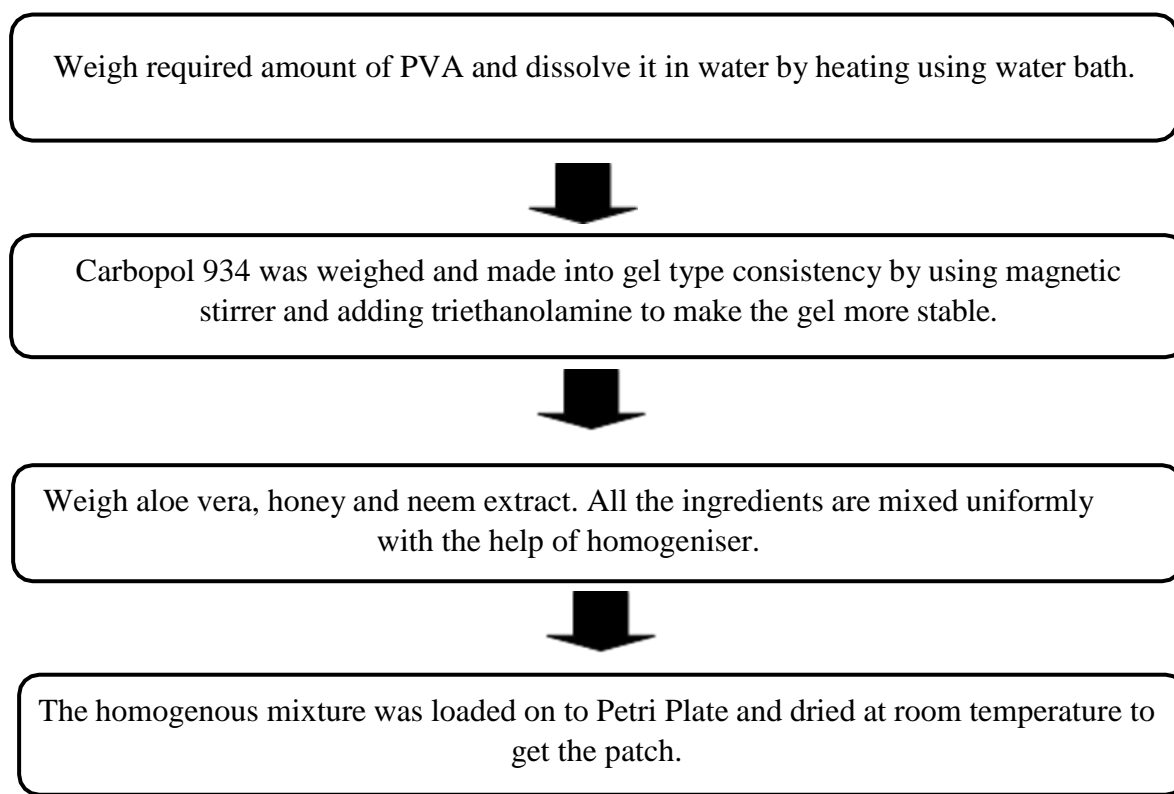 Weigh required amount of PVA and dissolve it in water by heating using water bath.
Carbopol 934 was weighed and made into gel type consistency by using magnetic
stirrer and adding triethanolamine to make the gel more stable.
Weigh aloe vera, honey and neem extract. All the ingredients are mixed uniformly
with the help of homogeniser.
The homogenous mixture was loaded on to Petri Plate and dried at room temperature to
get the patch.